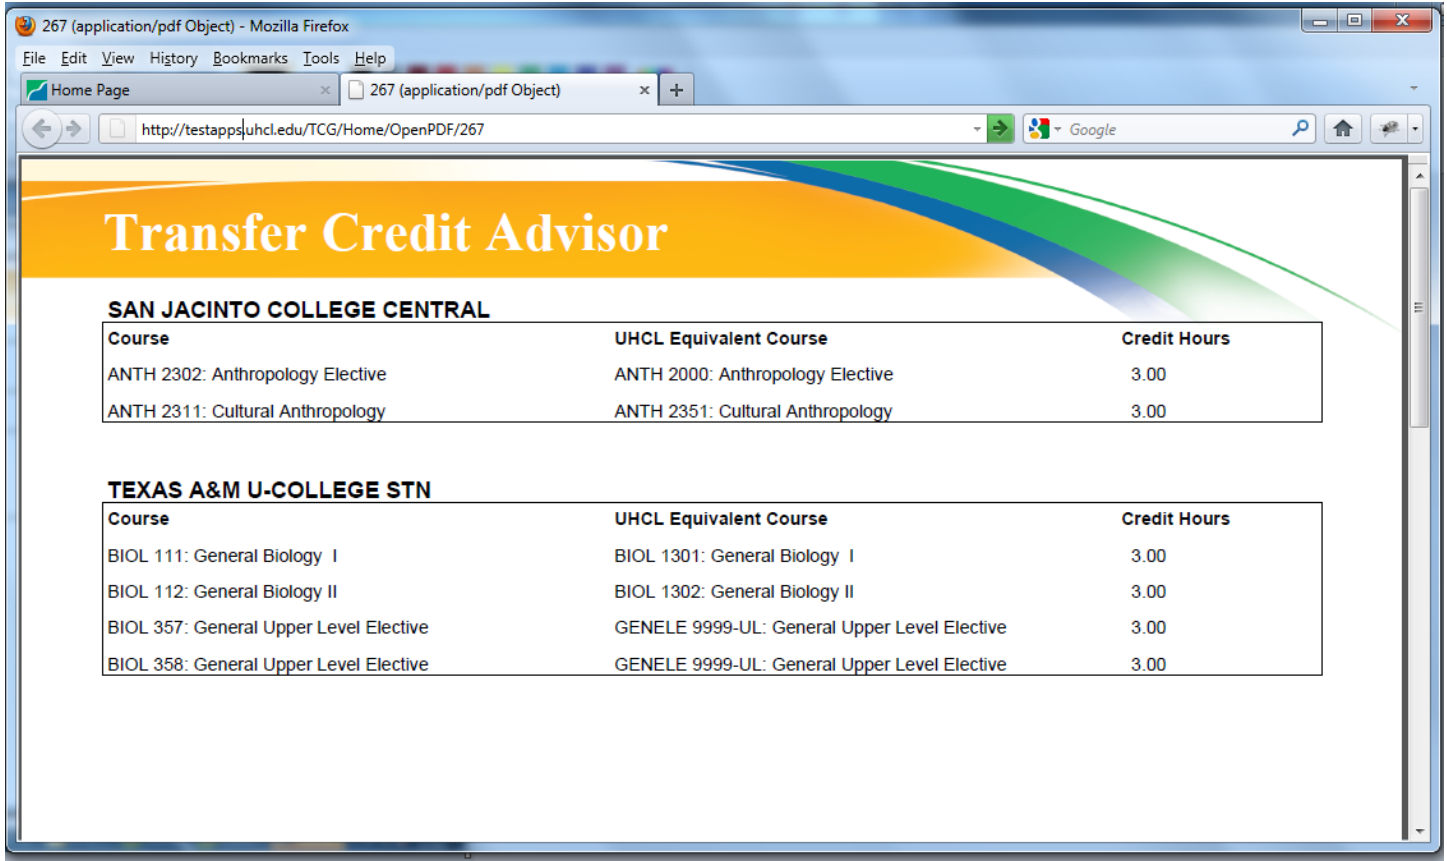 267 (application/pdf Object) - Mozilla Firefox
File Edit View History Bookmarks Tools Help
Home Page 267 (application/pdf Object)
http://testapps.uhcl.edu/TCG/Home/OpenPDF/267 Google
Transfer Credit Advisor
SAN JACINTO COLLEGE CENTRAL
Course UHCL Equivalent Course Credit Hours
ANTH 2302: Anthropology Elective ANTH 2000: Anthropology Elective 3.00
ANTH 2311: Cultural Anthropology ANTH 2351: Cultural Anthropology 3.00
TEXAS A&M U-COLLEGE STN
Course UHCL Equivalent Course Credit Hours
BIOL 111: General Biology I BIOL 1301: General Biology I 3.00
BIOL 112: General Biology II BIOL 1302: General Biology II 3.00
BIOL 357: General Upper Level Elective GENELE 9999-UL: General Upper Level Elective 3.00
BIOL 358: General Upper Level Elective GENELE 9999-UL: General Upper Level Elective 3.00